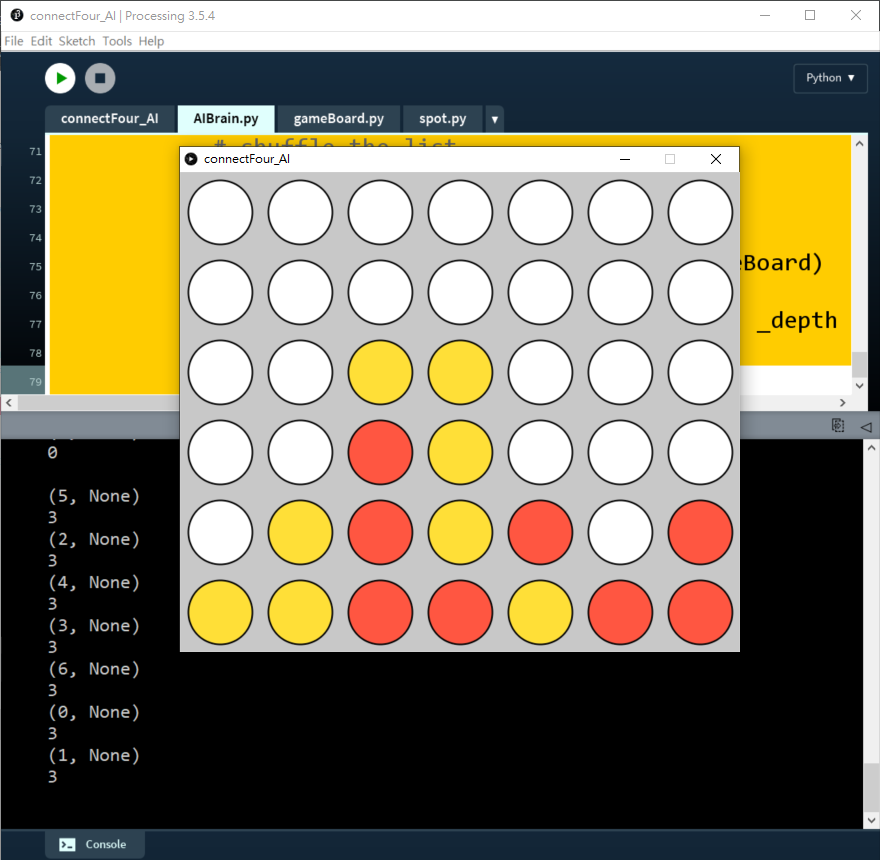 connectFour_AI | Processing 3.5.4
File Edit Sketch Tools Help
Python ▼
connectFour_AI AIBrain.py gameBoard.py spot.py ▼
71 # shuffle the list
connectFour_AI
72
73
74
75 eBoard)
76
77 _depth
78
79
0
(5, None)
3
(2, None)
3
(4, None)
3
(3, None)
3
(6, None)
3
(0, None)
3
(1, None)
3
Console